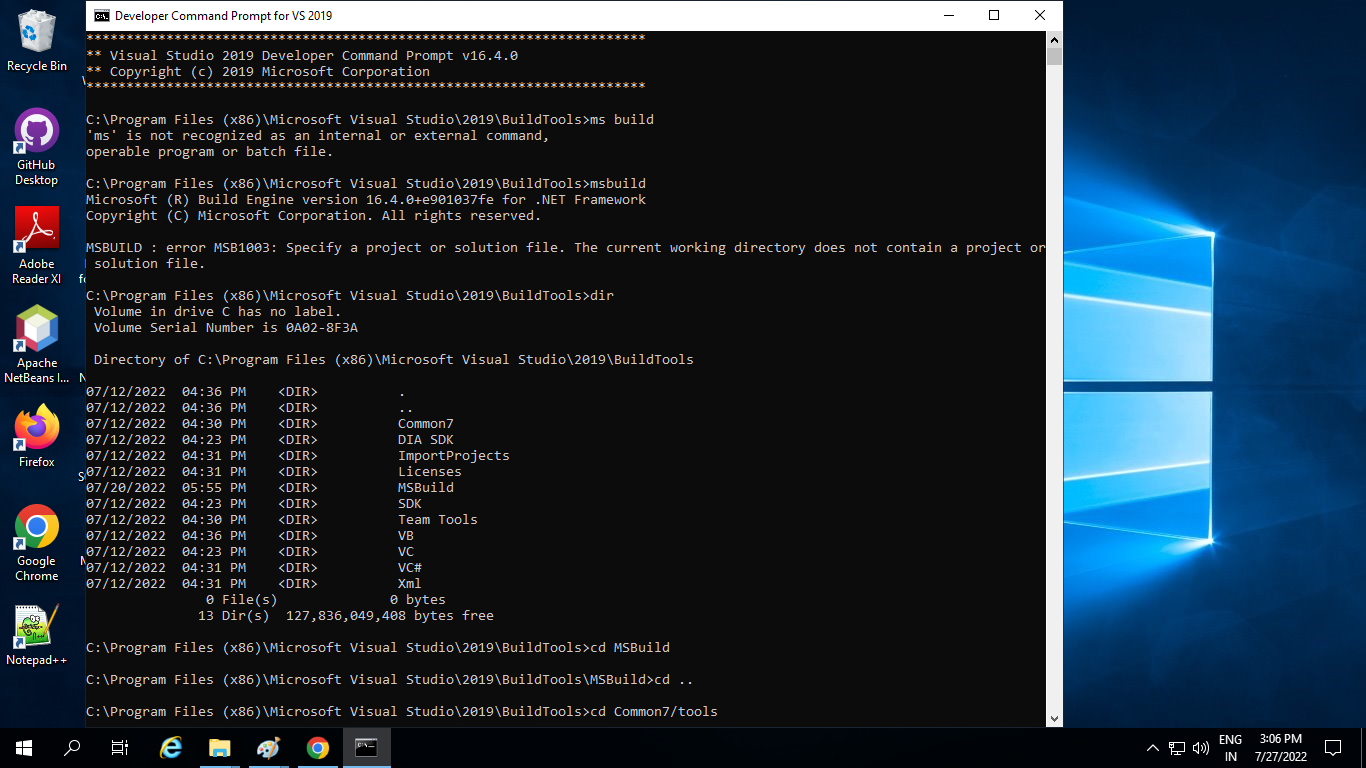 Developer Command Prompt for VS 2019
**********************************************************************
** Visual Studio 2019 Developer Command Prompt v16.4.0
** Copyright (c) 2019 Microsoft Corporation
**********************************************************************
C:\Program Files (x86)\Microsoft Visual Studio\2019\BuildTools>ms build
'ms' is not recognized as an internal or external command,
operable program or batch file.
C:\Program Files (x86)\Microsoft Visual Studio\2019\BuildTools>msbuild
Microsoft (R) Build Engine version 16.4.0+e901037fe for .NET Framework
Copyright (C) Microsoft Corporation. All rights reserved.
MSBUILD : error MSB1003: Specify a project or solution file. The current working directory does not contain a project or
solution file.
C:\Program Files (x86)\Microsoft Visual Studio\2019\BuildTools>dir
Volume in drive C has no label.
Volume Serial Number is 0A02-8F3A
Directory of C:\Program Files (x86)\Microsoft Visual Studio\2019\BuildTools
07/12/2022  04:36 PM    <DIR>          .
07/12/2022  04:36 PM    <DIR>          ..
07/12/2022  04:30 PM    <DIR>          Common7
07/12/2022  04:23 PM    <DIR>          DIA SDK
07/12/2022  04:31 PM    <DIR>          ImportProjects
07/12/2022  04:31 PM    <DIR>          Licenses
07/20/2022  05:55 PM    <DIR>          MSBuild
07/12/2022  04:23 PM    <DIR>          SDK
07/12/2022  04:30 PM    <DIR>          Team Tools
07/12/2022  04:36 PM    <DIR>          VB
07/12/2022  04:23 PM    <DIR>          VC
07/12/2022  04:31 PM    <DIR>          VC#
07/12/2022  04:31 PM    <DIR>          Xml
0 File(s)              0 bytes
13 Dir(s)  127,836,049,408 bytes free
C:\Program Files (x86)\Microsoft Visual Studio\2019\BuildTools>cd MSBuild
C:\Program Files (x86)\Microsoft Visual Studio\2019\BuildTools\MSBuild>cd ..
C:\Program Files (x86)\Microsoft Visual Studio\2019\BuildTools>cd Common7/tools
Recycle Bin
GitHub
Desktop
Adobe
Reader XI
Apache
NetBeans I...
Firefox
Google
Chrome
Notepad++
ENG
IN
3:06 PM
7/27/2022